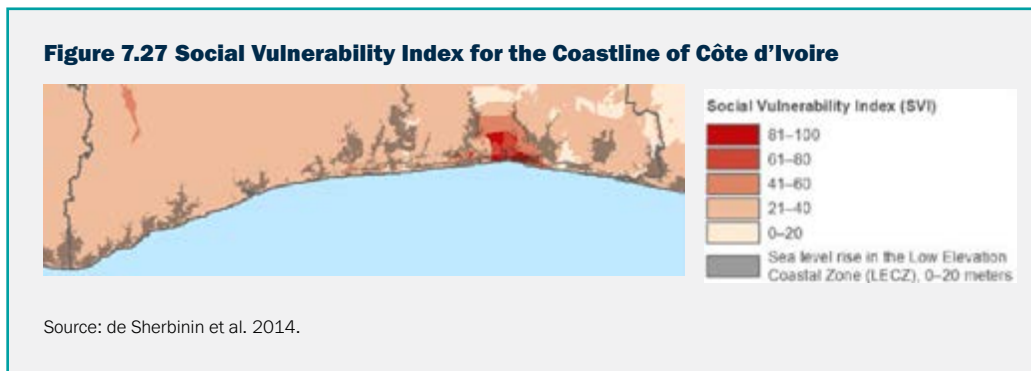 Figure 7.27 Social Vulnerability Index for the Coastline of Côte d’Ivoire
Social Vulnerability Index (SVI)
81–100
61–80
41–60
21–40
0–20
Sea level rise in the Low Elevation
Coastal Zone (LECZ), 0–20 meters
Source: de Sherbinin et al. 2014.